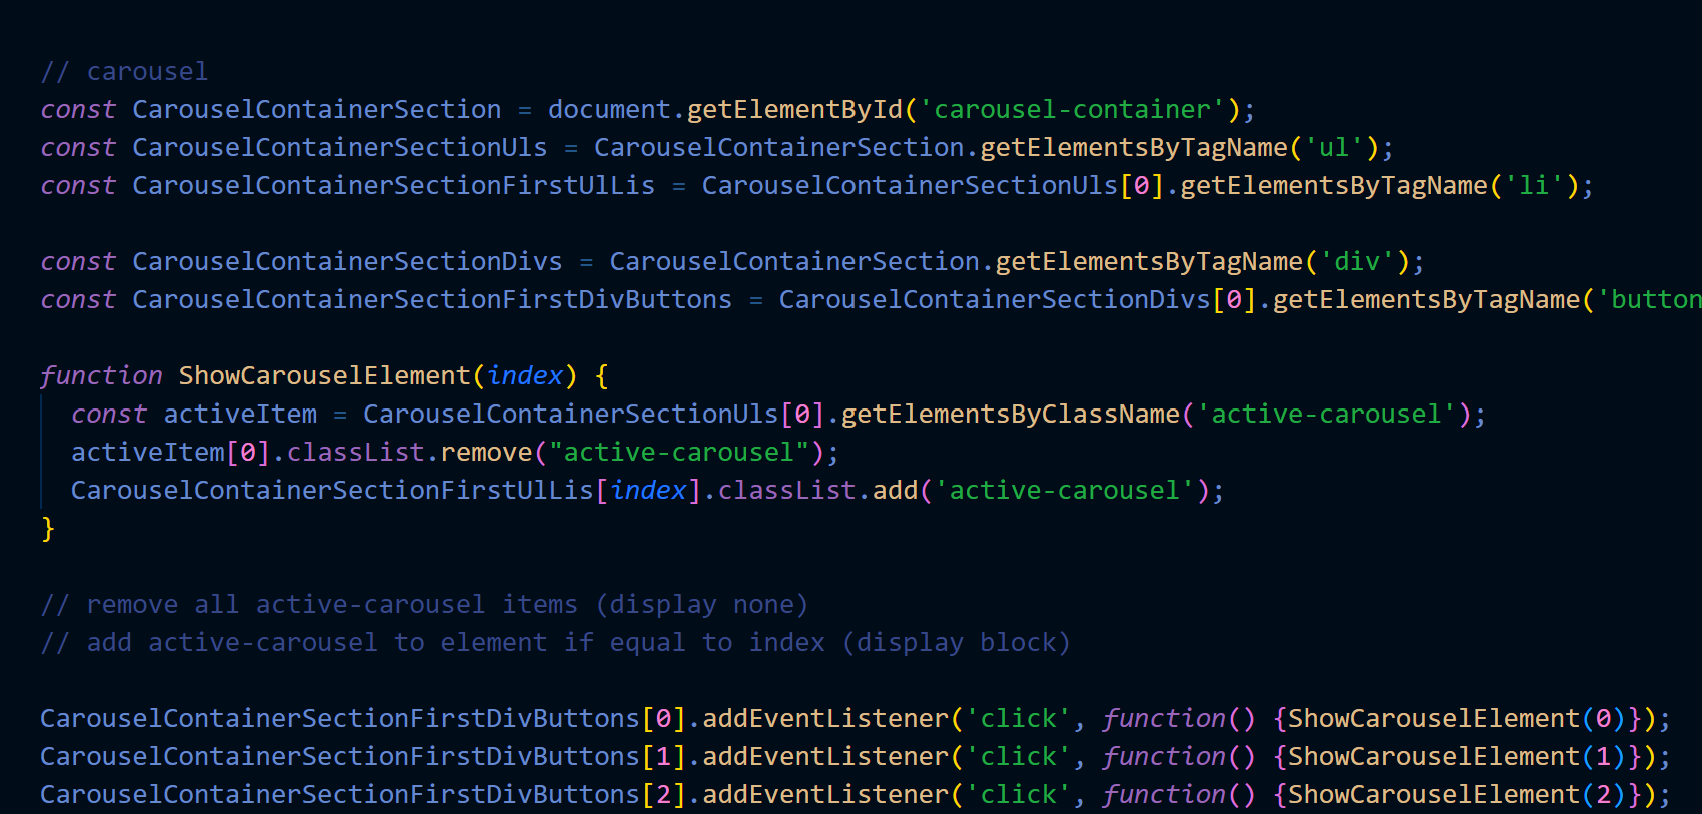 // carousel
const CarouselContainerSection = document.getElementById('carousel-container');
const CarouselContainerSectionUls = CarouselContainerSection.getElementsByTagName('ul');
const CarouselContainerSectionFirstUlLis = CarouselContainerSectionUls[0].getElementsByTagName('li');
const CarouselContainerSectionDivs = CarouselContainerSection.getElementsByTagName('div');
const CarouselContainerSectionFirstDivButtons = CarouselContainerSectionDivs[0].getElementsByTagName('button
function ShowCarouselElement(index) {
const activeItem = CarouselContainerSectionUls[0].getElementsByClassName('active-carousel');
activeItem[0].classList.remove("active-carousel");
CarouselContainerSectionFirstUlLis[index].classList.add('active-carousel');
}
// remove all active-carousel items (display none)
// add active-carousel to element if equal to index (display block)
CarouselContainerSectionFirstDivButtons[0].addEventListener('click', function() {ShowCarouselElement(0)});
CarouselContainerSectionFirstDivButtons[1].addEventListener('click', function() {ShowCarouselElement(1)});
CarouselContainerSectionFirstDivButtons[2].addEventListener('click', function() {ShowCarouselElement(2)});